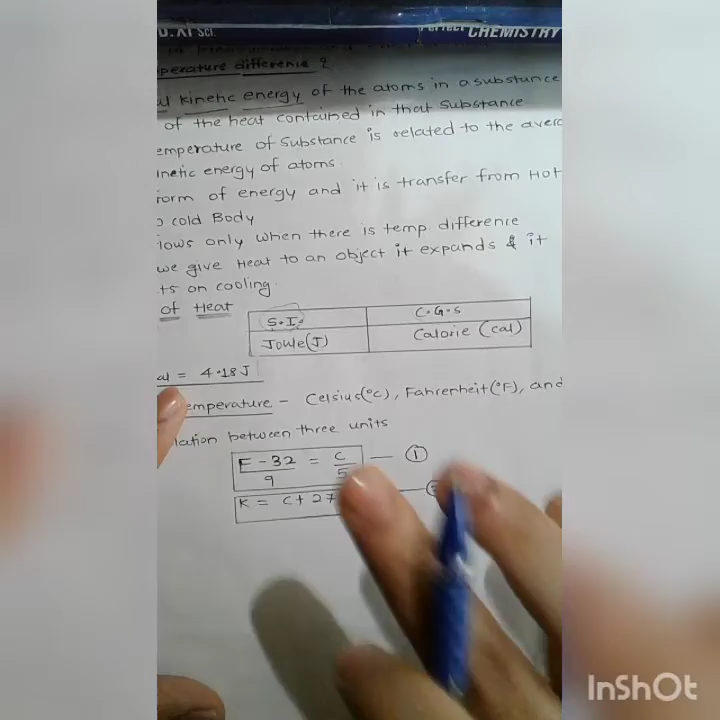 D. XI Sci. Perfect CHEMISTRY
perature difference ?
al kinetic energy of the atoms in a substance
of the heat contained in that substance
emperature of substance is related to the avera
inetic energy of atoms.
form of energy and it is transfer from Hot
o cold Body
lows only when there is temp. difference
we give Heat to an object it expands & it
ts on cooling.
of Heat
S.I. C.G.S
Joule(J) Calorie (cal)
al = 4.18J
emperature - Celsius(°C), Fahrenheit(°F), and
lation between three units
F - 32 / 9 = C / 5 — ①
K = C + 27
InShOt